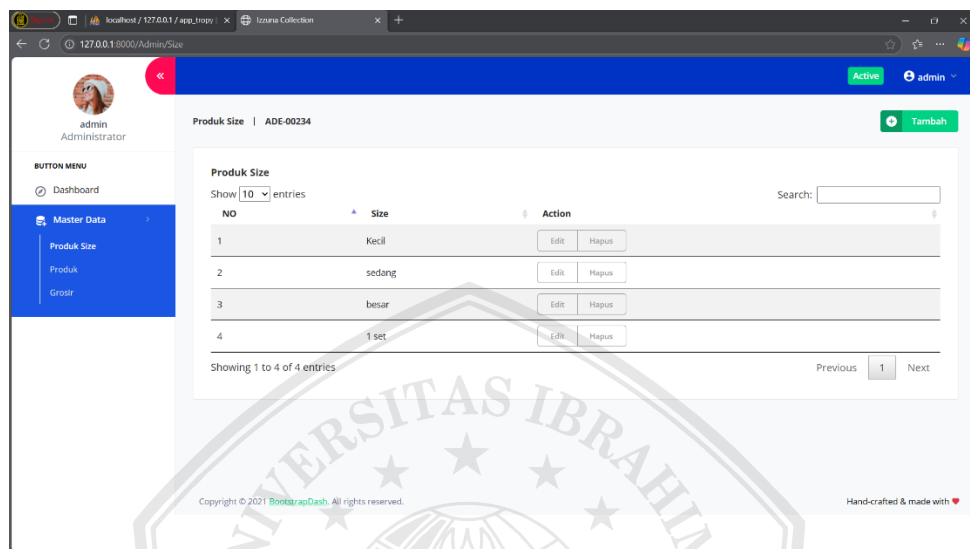 localhost / 127.0.0.1 / app_tropy |
Izzuna Collection
127.0.0.1:8000/Admin/Size
Active
admin
admin
Administrator
Produk Size | ADE-00234
Tambah
BUTTON MENU
Dashboard
Master Data
Produk Size
Produk
Grosir
Produk Size
Show 10 entries
Search:
NO Size Action
1 Kecil Edit Hapus
2 sedang Edit Hapus
3 besar Edit Hapus
4 1 set Edit Hapus
Showing 1 to 4 of 4 entries
Previous 1 Next
Copyright © 2021 BootstrapDash. All rights reserved.
Hand-crafted & made with
UNIVERSITAS IBRAHIM